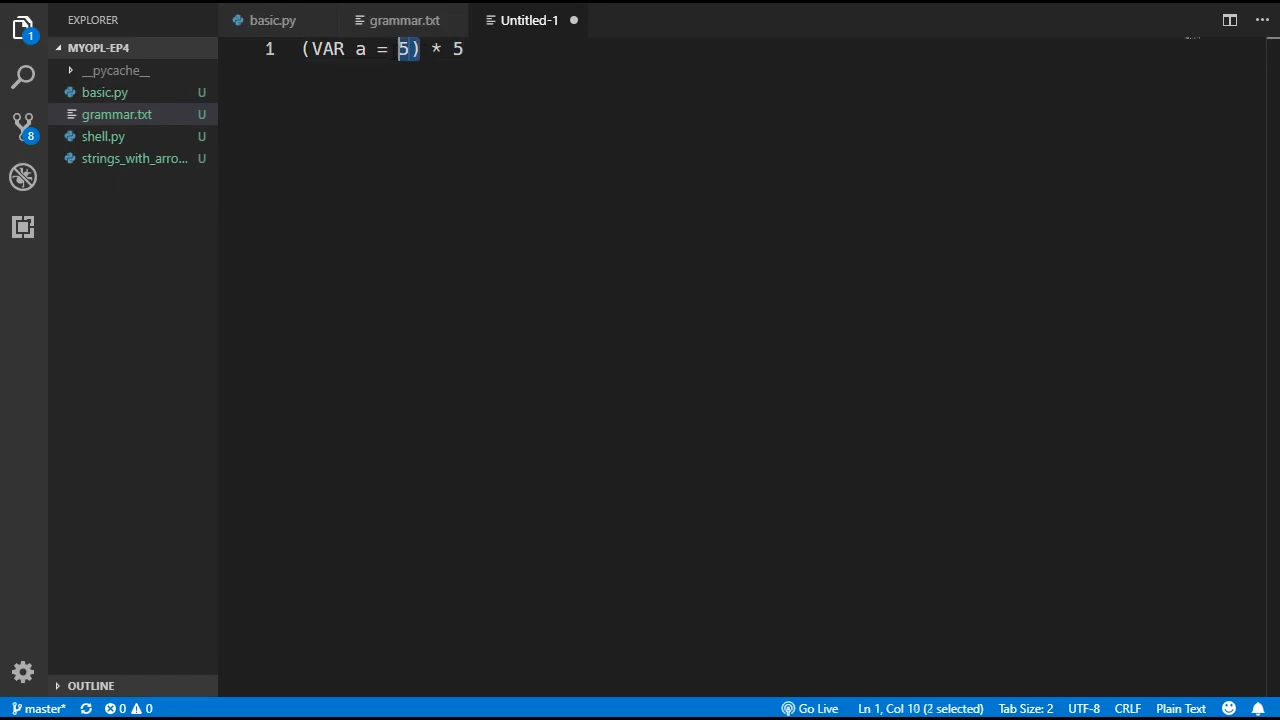 EXPLORER
basic.py
grammar.txt
Untitled-1
MYOPL-EP4
1 (VAR a = 5) * 5
__pycache__
basic.py U
grammar.txt U
shell.py U
strings_with_arro... U
OUTLINE
1
8
master* 0 0 Go Live Ln 1, Col 10 (2 selected) Tab Size: 2 UTF-8 CRLF Plain Text